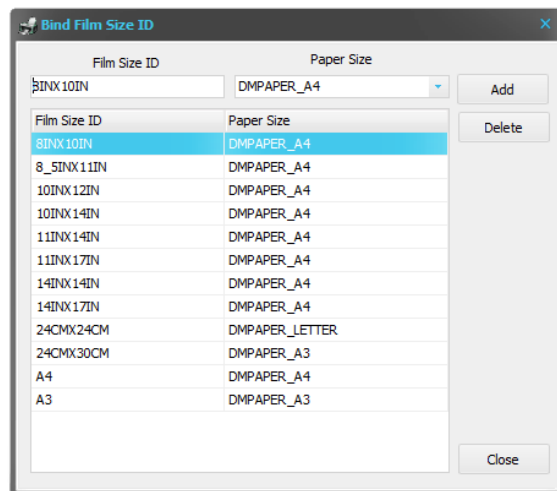 Bind Film Size ID
Film Size ID Paper Size
8INX10IN DMPAPER_A4 Add
Film Size ID Paper Size Delete
8INX10IN DMPAPER_A4
8_5INX11IN DMPAPER_A4
10INX12IN DMPAPER_A4
10INX14IN DMPAPER_A4
11INX14IN DMPAPER_A4
11INX17IN DMPAPER_A4
14INX14IN DMPAPER_A4
14INX17IN DMPAPER_A4
24CMX24CM DMPAPER_LETTER
24CMX30CM DMPAPER_A3
A4 DMPAPER_A4
A3 DMPAPER_A3
Close